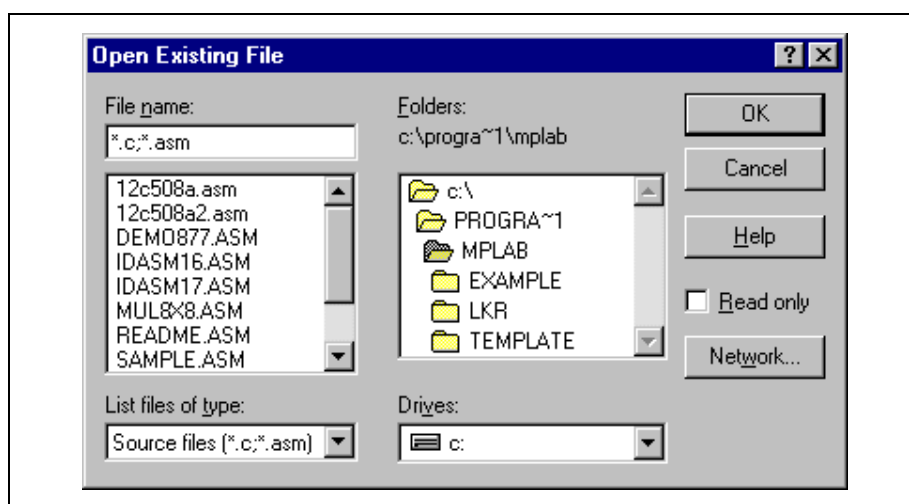 Open Existing File
File name:
*.c;*.asm
12c508a.asm
12c508a2.asm
DEMO877.ASM
IDASM16.ASM
IDASM17.ASM
MUL8X8.ASM
README.ASM
SAMPLE.ASM
List files of type:
Source files (*.c;*.asm)
Folders:
c:\progra~1\mplab
c:\
PROGRA~1
MPLAB
EXAMPLE
LKR
TEMPLATE
Drives:
c:
OK
Cancel
Help
Read only
Network...